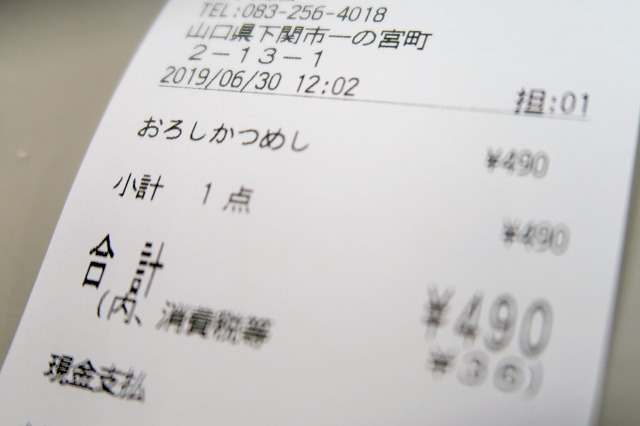 TEL:083-256-4018
山口県下関市一の宮町
2-13-1
2019/06/30 12:02 担:01
おろしかつめし ¥490
小計 1点 ¥490
合計 ¥490
(内、消費税等 ¥36)
現金支払